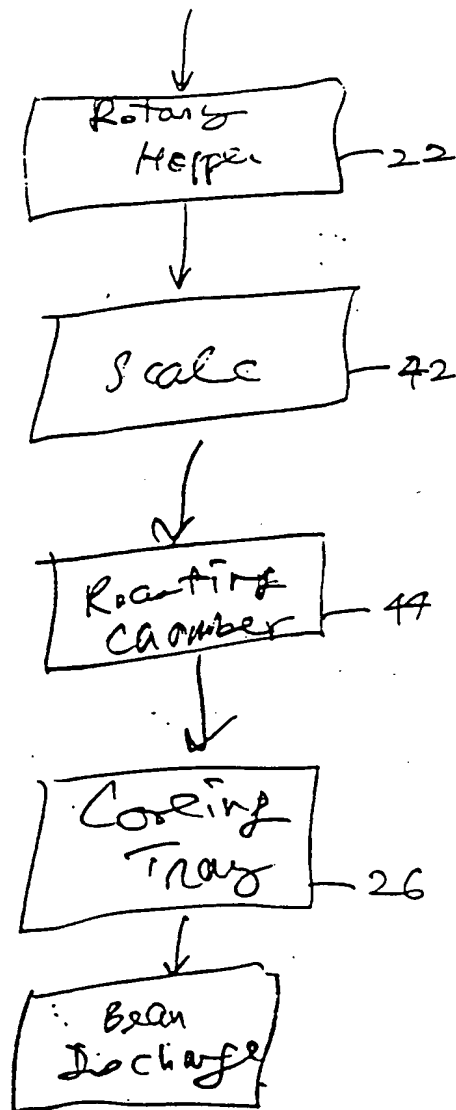 Rotary
Hopper
22
Scale
42
Roasting
Chamber
44
Cooling
Tray
26
Bean
Discharge